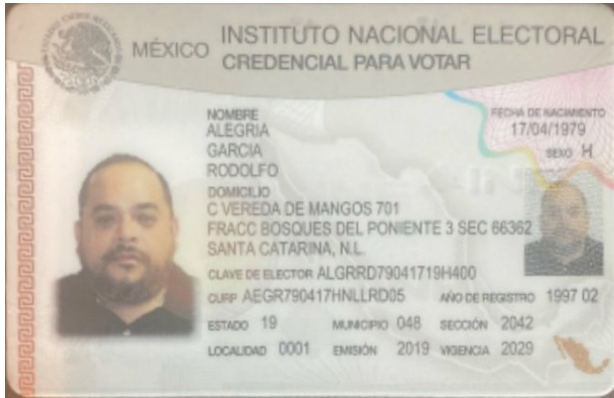 MÉXICO INSTITUTO NACIONAL ELECTORAL
CREDENCIAL PARA VOTAR
NOMBRE
ALEGRIA
GARCIA
RODOLFO
FECHA DE NACIMIENTO
17/04/1979
SEXO H
DOMICILIO
C VEREDA DE MANGOS 701
FRACC BOSQUES DEL PONIENTE 3 SEC 66362
SANTA CATARINA, N.L.
CLAVE DE ELECTOR ALGRRD79041719H400
CURP AEGR790417HNLLRD05 AÑO DE REGISTRO 1997 02
ESTADO 19 MUNICIPIO 048 SECCIÓN 2042
LOCALIDAD 0001 EMISIÓN 2019 VIGENCIA 2029